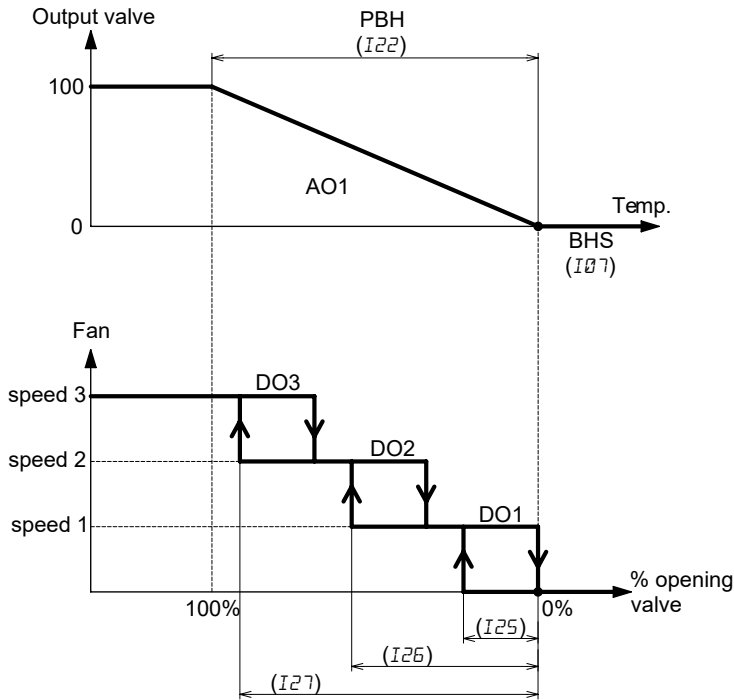 Output valve
PBH
(I22)
100
AO1
0
Temp.
BHS
(I07)
Fan
speed 3
DO3
speed 2
DO2
speed 1
DO1
100%
0%
% opening
valve
(I25)
(I26)
(I27)